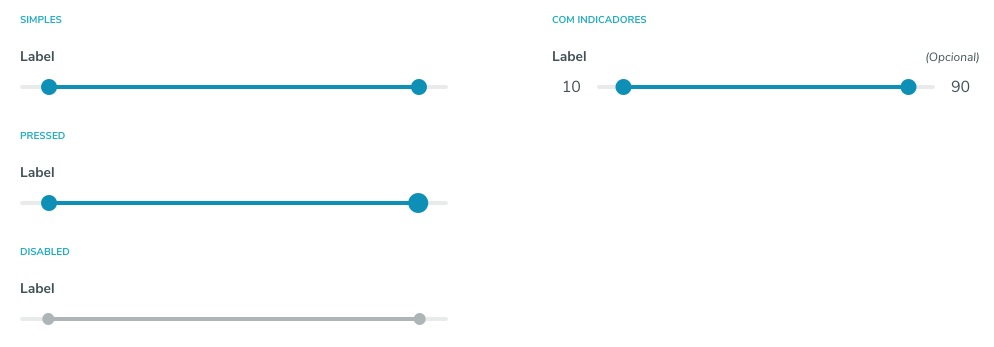 SIMPLES
Label
PRESSED
Label
DISABLED
Label
COM INDICADORES
Label (Opcional)
10 90